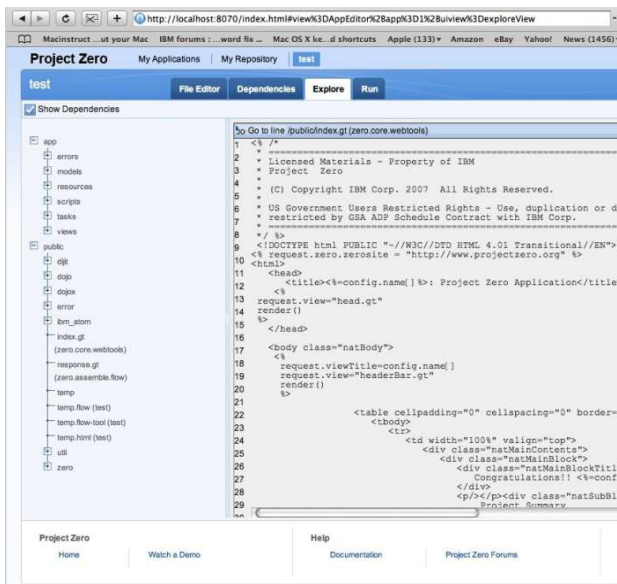 http://localhost:8070/index.html#view%3DAppEditor%2Bapp%3D1%2Buiview%3DexploreView
Macinstruct ...ut your Mac IBM forums : ...word fix ... Mac OS X ke...d shortcuts Apple (133) Amazon eBay Yahoo! News (1456)
Project Zero My Applications My Repository test
test File Editor Dependencies Explore Run
Show Dependencies
app
errors
models
resources
scripts
tasks
views
public
dijit
dojo
dojox
error
ibm_atom
index.gt
(zero.core.webtools)
response.gt
(zero.assemble.flow)
temp
temp.flow (test)
temp.flow-tool (test)
temp.html (test)
util
zero
Go to line /public/index.gt (zero.core.webtools)
1 <% /*
2 * ================================================
3 * Licensed Materials - Property of IBM
* Project Zero
4 *
5 * (C) Copyright IBM Corp. 2007 All Rights Reserved.
*
6 * US Government Users Restricted Rights - Use, duplication or d
7 * restricted by GSA ADP Schedule Contract with IBM Corp.
* ================================================
8 */ %>
9 <!DOCTYPE html PUBLIC "-//W3C//DTD HTML 4.01 Transitional//EN">
<% request.zero.zerosite = "http://www.projectzero.org" %>
10 <html>
11 <head>
12 <title><%=config.name[]%>: Project Zero Application</title
<%
13 request.view="head.gt"
14 render()
15 %>
</head>
16
17 <body class="natBody">
<%
18 request.viewTitle=config.name[]
19 request.view="headerBar.gt"
20 render()
%>
21
22 <table cellpadding="0" cellspacing="0" border=
23 <tbody>
<tr>
24 <td width="100%" valign="top">
25 <div class="natMainContents">
<div class="natMainBlock">
26 <div class="natMainBlockTitl
27 Congratulations!! <%=conf
</div>
28 <p/></p><div class="natSubBl
29 Project Summary
30
Project Zero Help
Home Watch a Demo Documentation Project Zero Forums